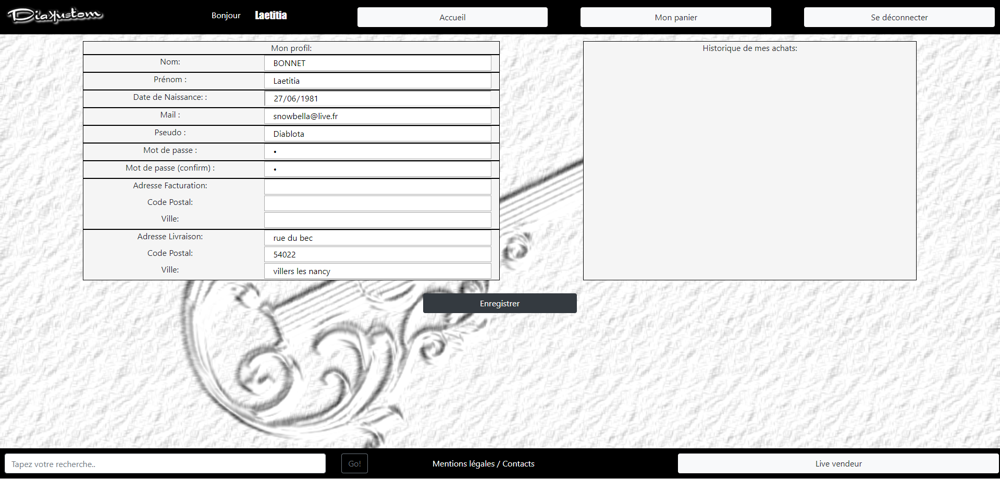 Diakustom
Bonjour Laetitia Accueil Mon panier Se déconnecter
Mon profil:
Nom: BONNET
Prénom : Laetitia
Date de Naissance: : 27/06/1981
Mail : snowbella@live.fr
Pseudo : Diablota
Mot de passe : •
Mot de passe (confirm) : •
Adresse Facturation:
Code Postal:
Ville:
Adresse Livraison: rue du bec
Code Postal: 54022
Ville: villers les nancy
Historique de mes achats:
Enregistrer
Tapez votre recherche.. Go! Mentions légales / Contacts Live vendeur